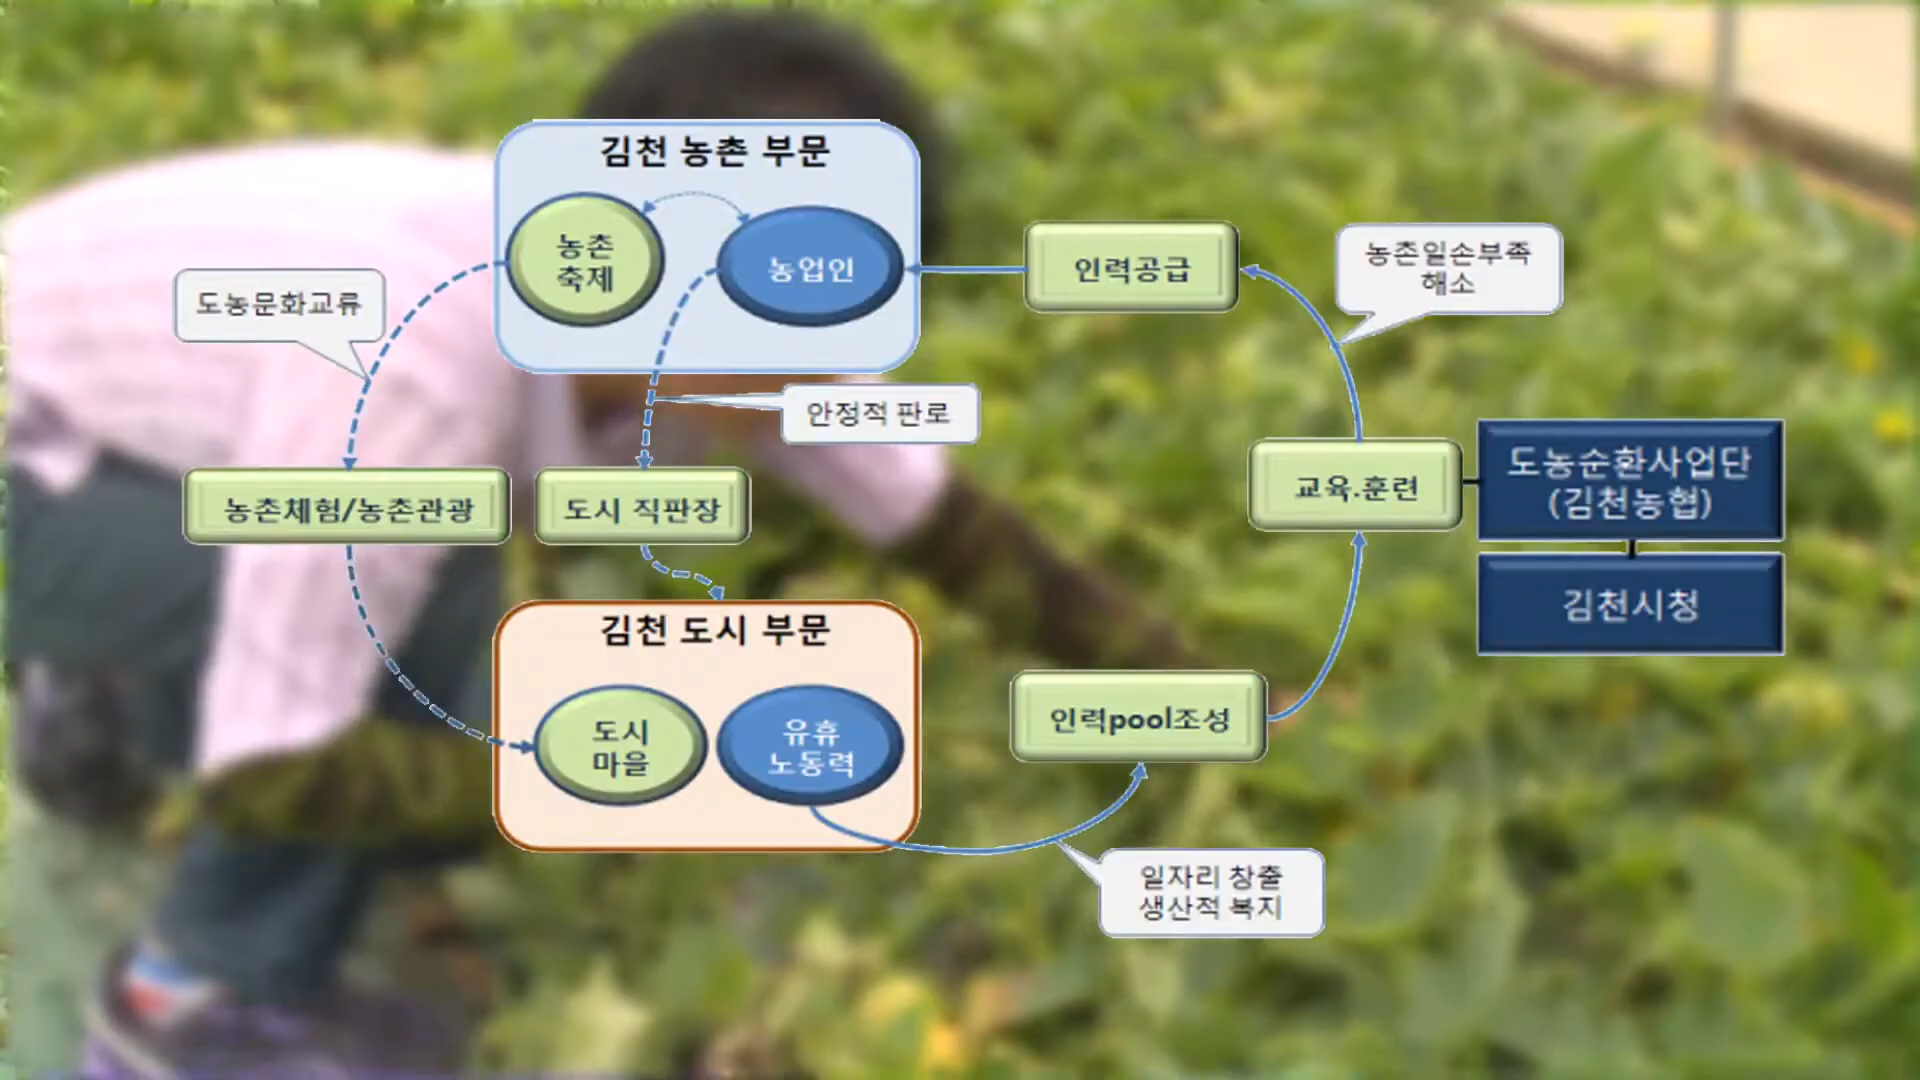 김천 농촌 부문
농촌
축제
농업인
인력공급
농촌일손부족
해소
도농문화교류
안정적 판로
농촌체험/농촌관광
도시 직판장
교육.훈련
도농순환사업단
(김천농협)
김천시청
김천 도시 부문
도시
마을
유휴
노동력
인력pool조성
일자리 창출
생산적 복지